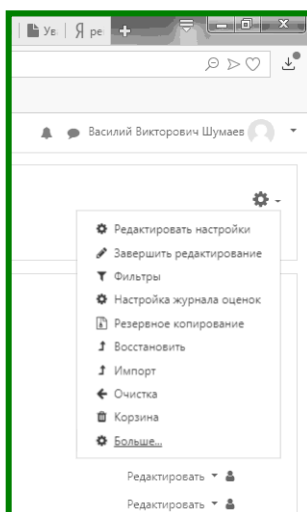 Ув
Я ре
Василий Викторович Шумаев
Редактировать настройки
Завершить редактирование
Фильтры
Настройка журнала оценок
Резервное копирование
Восстановить
Импорт
Очистка
Корзина
Больше...
Редактировать
Редактировать